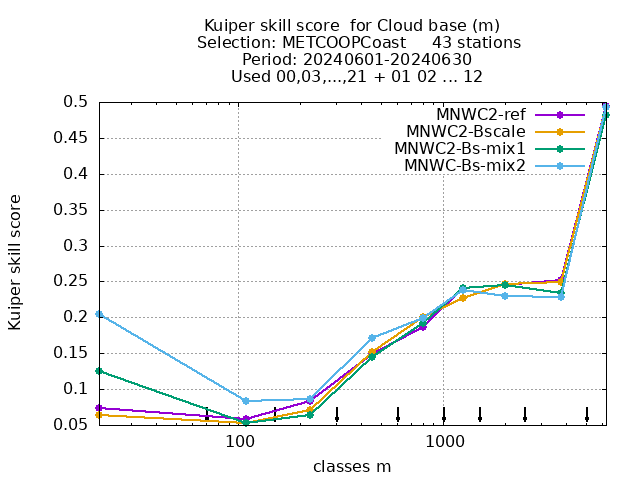 Kuiper skill score  for Cloud base (m)
Selection: METCOOPCoast     43 stations
Period: 20240601-20240630
Used 00,03,...,21 + 01 02 ... 12
MNWC2-ref
MNWC2-Bscale
MNWC2-Bs-mix1
MNWC-Bs-mix2
Kuiper skill score
0.5
0.45
0.4
0.35
0.3
0.25
0.2
0.15
0.1
0.05
100
1000
classes m